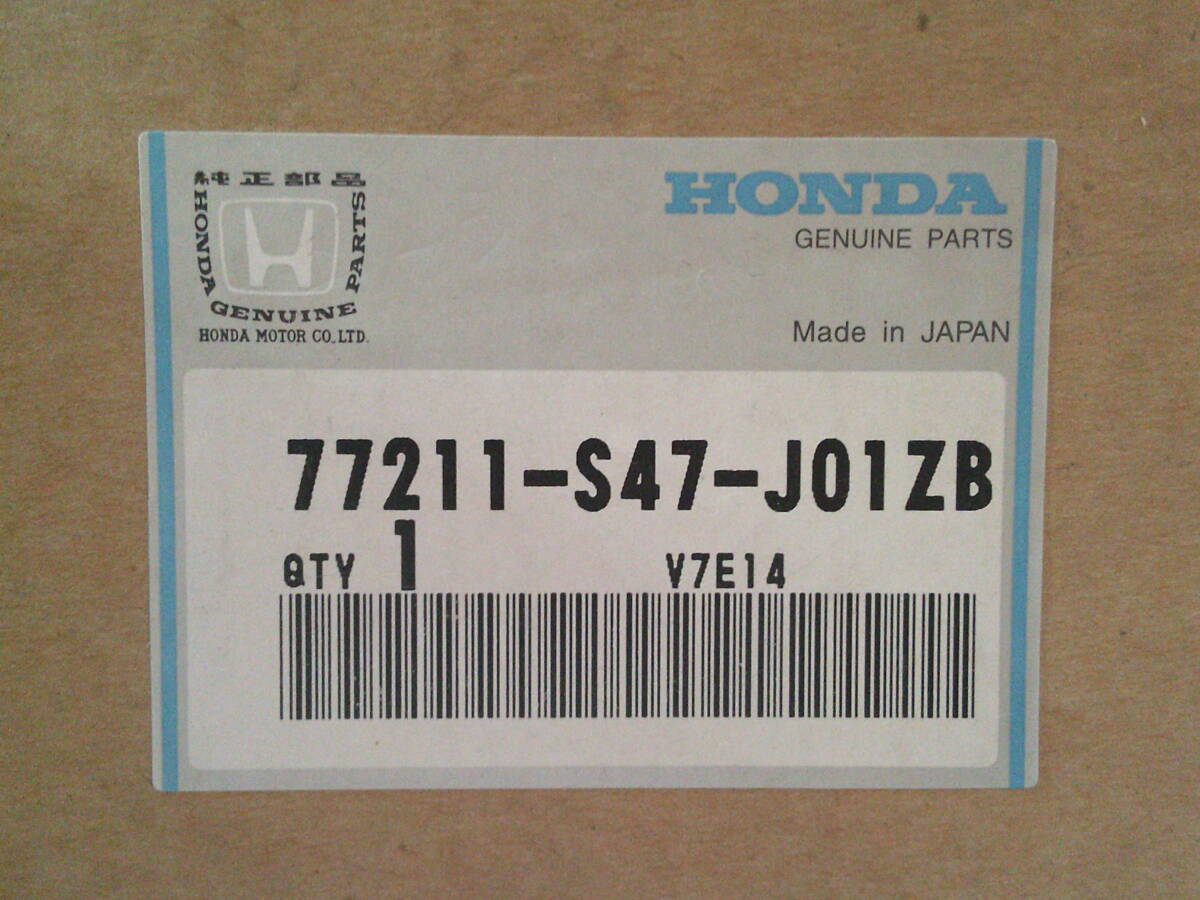 純正部品
HONDA GENUINE PARTS
HONDA MOTOR CO.,LTD.
HONDA
GENUINE PARTS
Made in JAPAN
77211-S47-J01ZB
QTY 1 V7E14